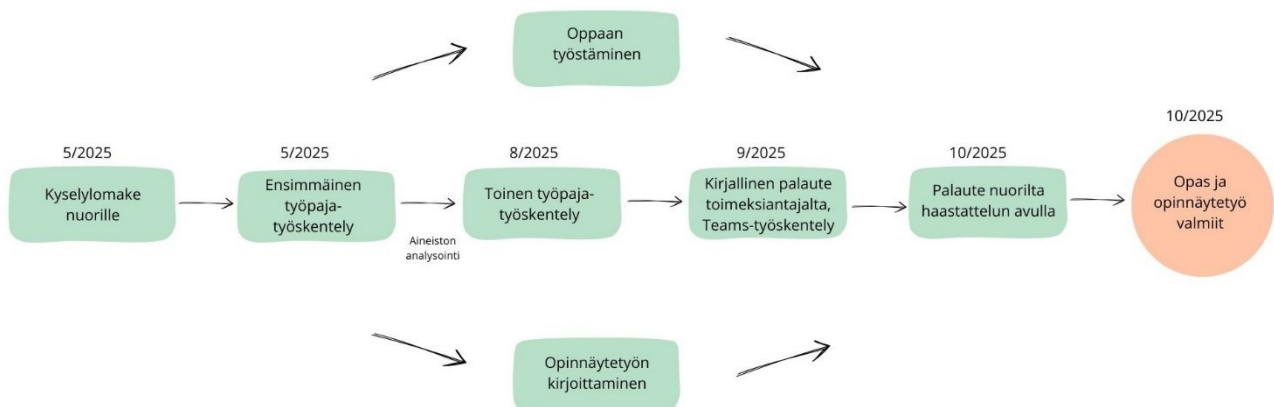 Oppaan
työstäminen
5/2025
Kyselylomake
nuorille
5/2025
Ensimmäinen
työpaja-
työskentely
Aineiston
analysointi
8/2025
Toinen työpaja-
työskentely
9/2025
Kirjallinen palaute
toimeksiantajalta,
Teams-työskentely
10/2025
Palaute nuorilta
haastattelun avulla
10/2025
Opas ja
opinnäytetyö
valmiit
Opinnäytetyön
kirjoittaminen